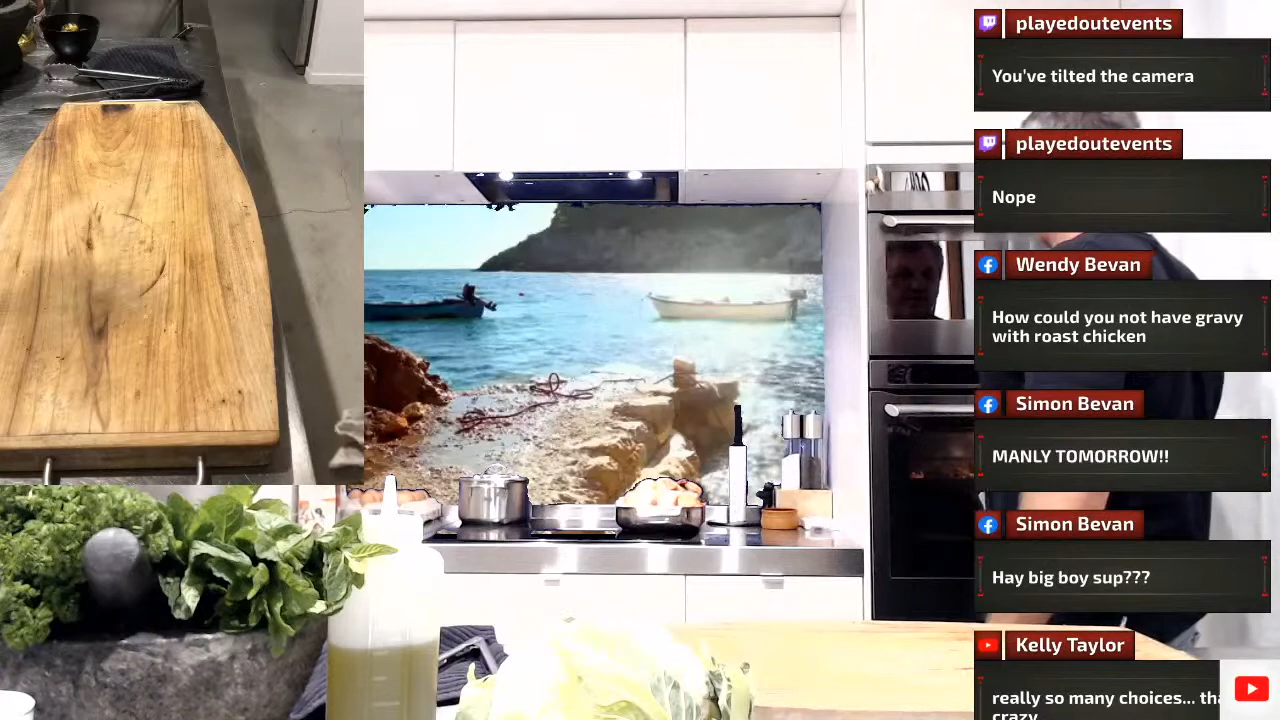 playedoutevents
You've tilted the camera
playedoutevents
Nope
Wendy Bevan
How could you not have gravy
with roast chicken
Simon Bevan
MANLY TOMORROW!!
Simon Bevan
Hay big boy sup???
Kelly Taylor
really so many choices...
crazy